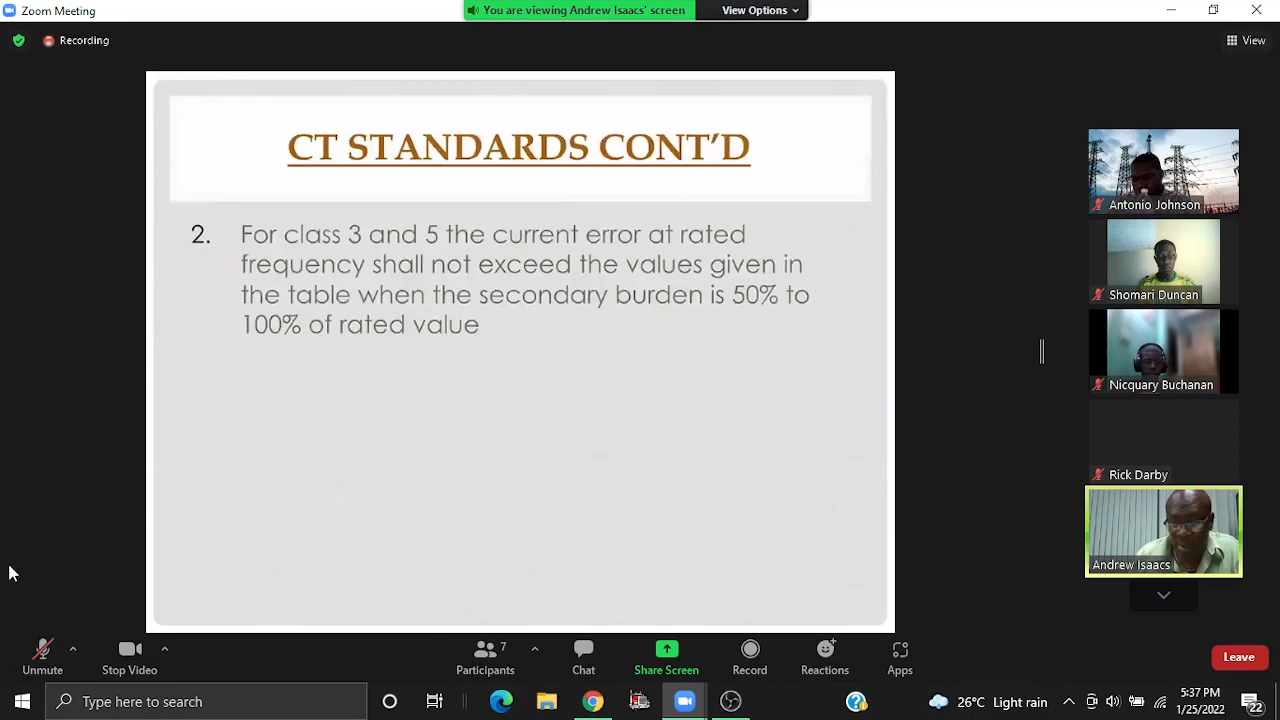 Zoom Meeting
You are viewing Andrew Isaacs' screen
View Options
Recording
View
CT STANDARDS CONT'D
2. For class 3 and 5 the current error at rated
frequency shall not exceed the values given in
the table when the secondary burden is 50% to
100% of rated value
Antonio Johnson
Shomari Duncan
Nicquary Buchanan
Rick Darby
Andrew Isaacs
Unmute
Stop Video
7
Participants
Chat
Share Screen
Record
Reactions
Apps
Leave
Type here to search
26°C Light rain
5:37 PM
1/25/2022
22